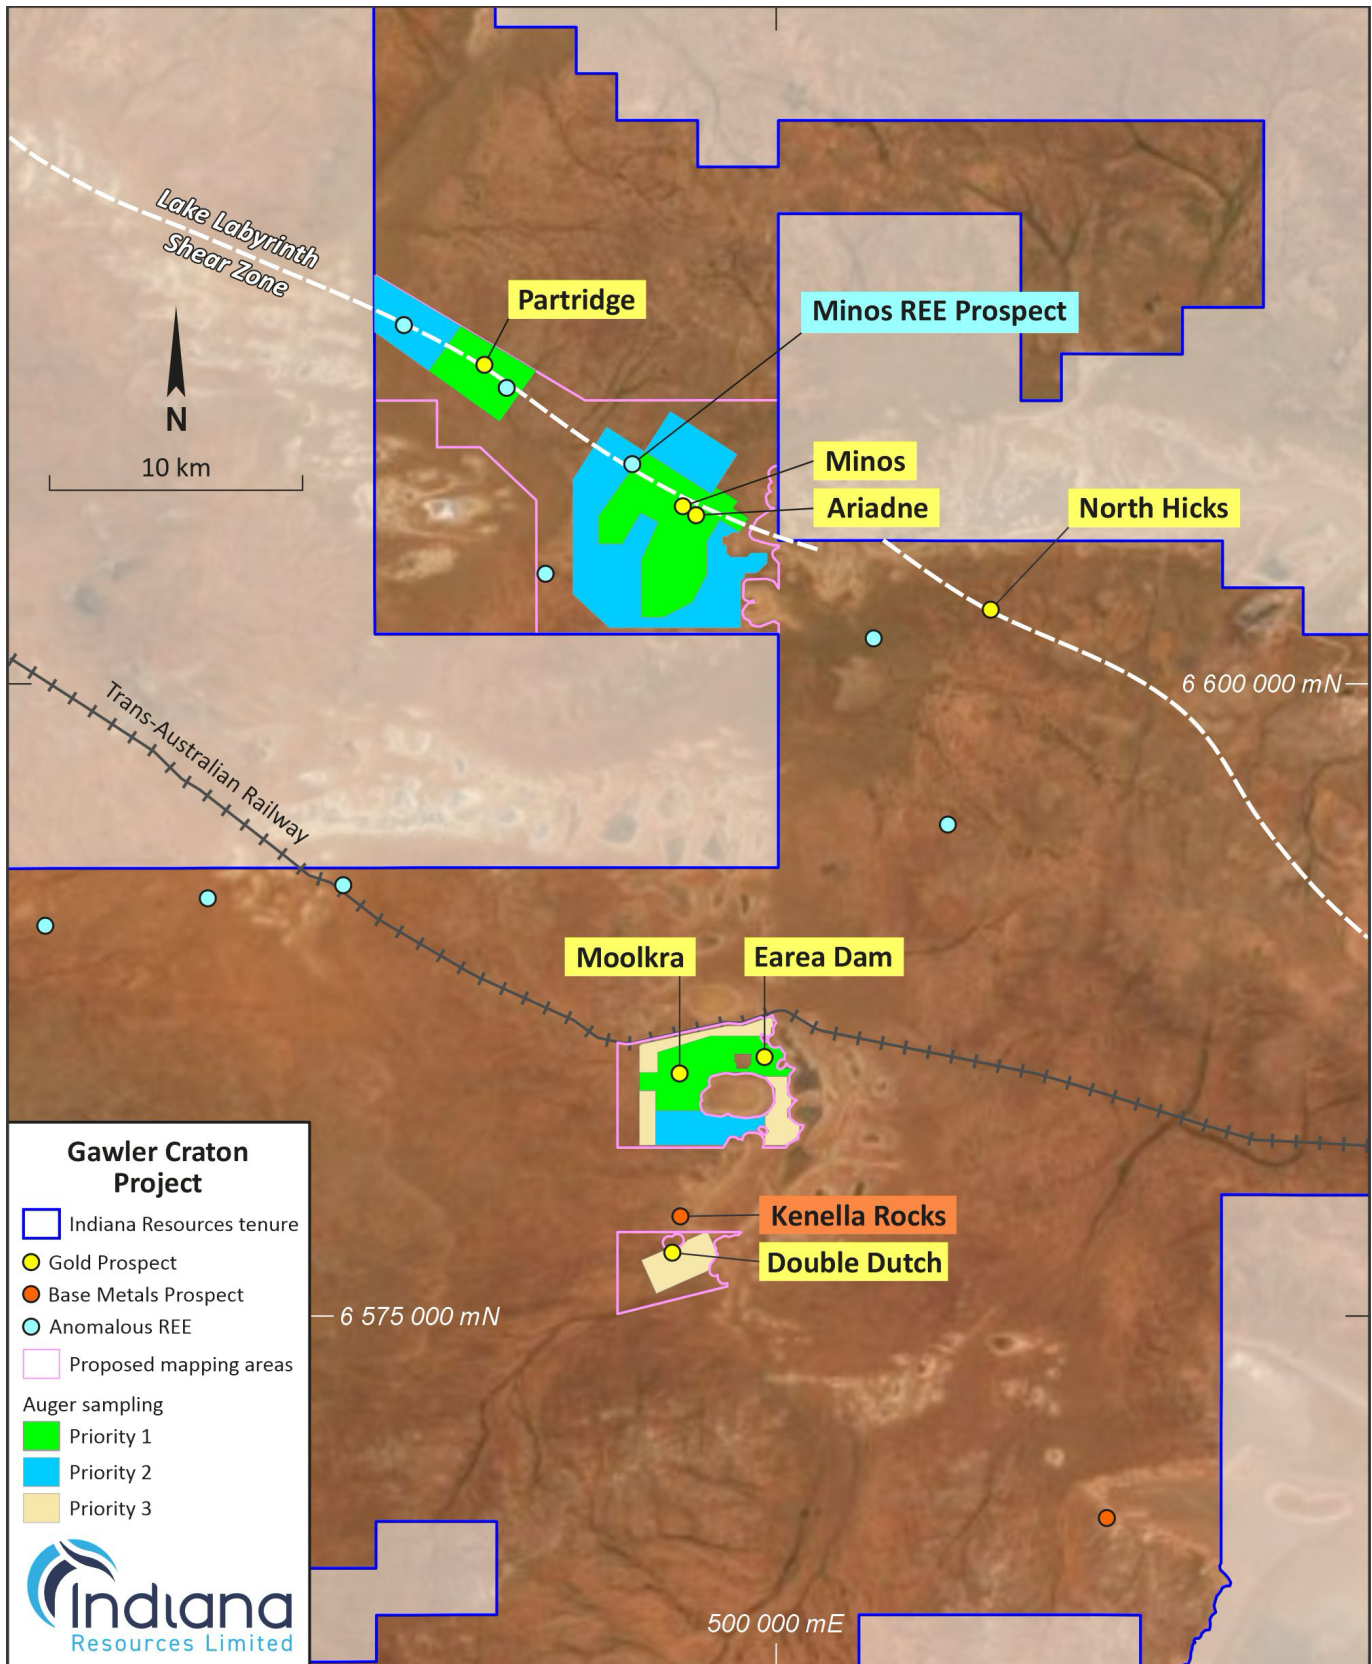 Lake Labyrinth
Shear Zone
Partridge
Minos REE Prospect
N
10 km
Minos
Ariadne
North Hicks
6 600 000 mN
Trans-Australian Railway
Moolkra
Earea Dam
Kenella Rocks
Double Dutch
6 575 000 mN
500 000 mE
Gawler Craton
Project
Indiana Resources tenure
Gold Prospect
Base Metals Prospect
Anomalous REE
Proposed mapping areas
Auger sampling
Priority 1
Priority 2
Priority 3
Indiana
Resources Limited